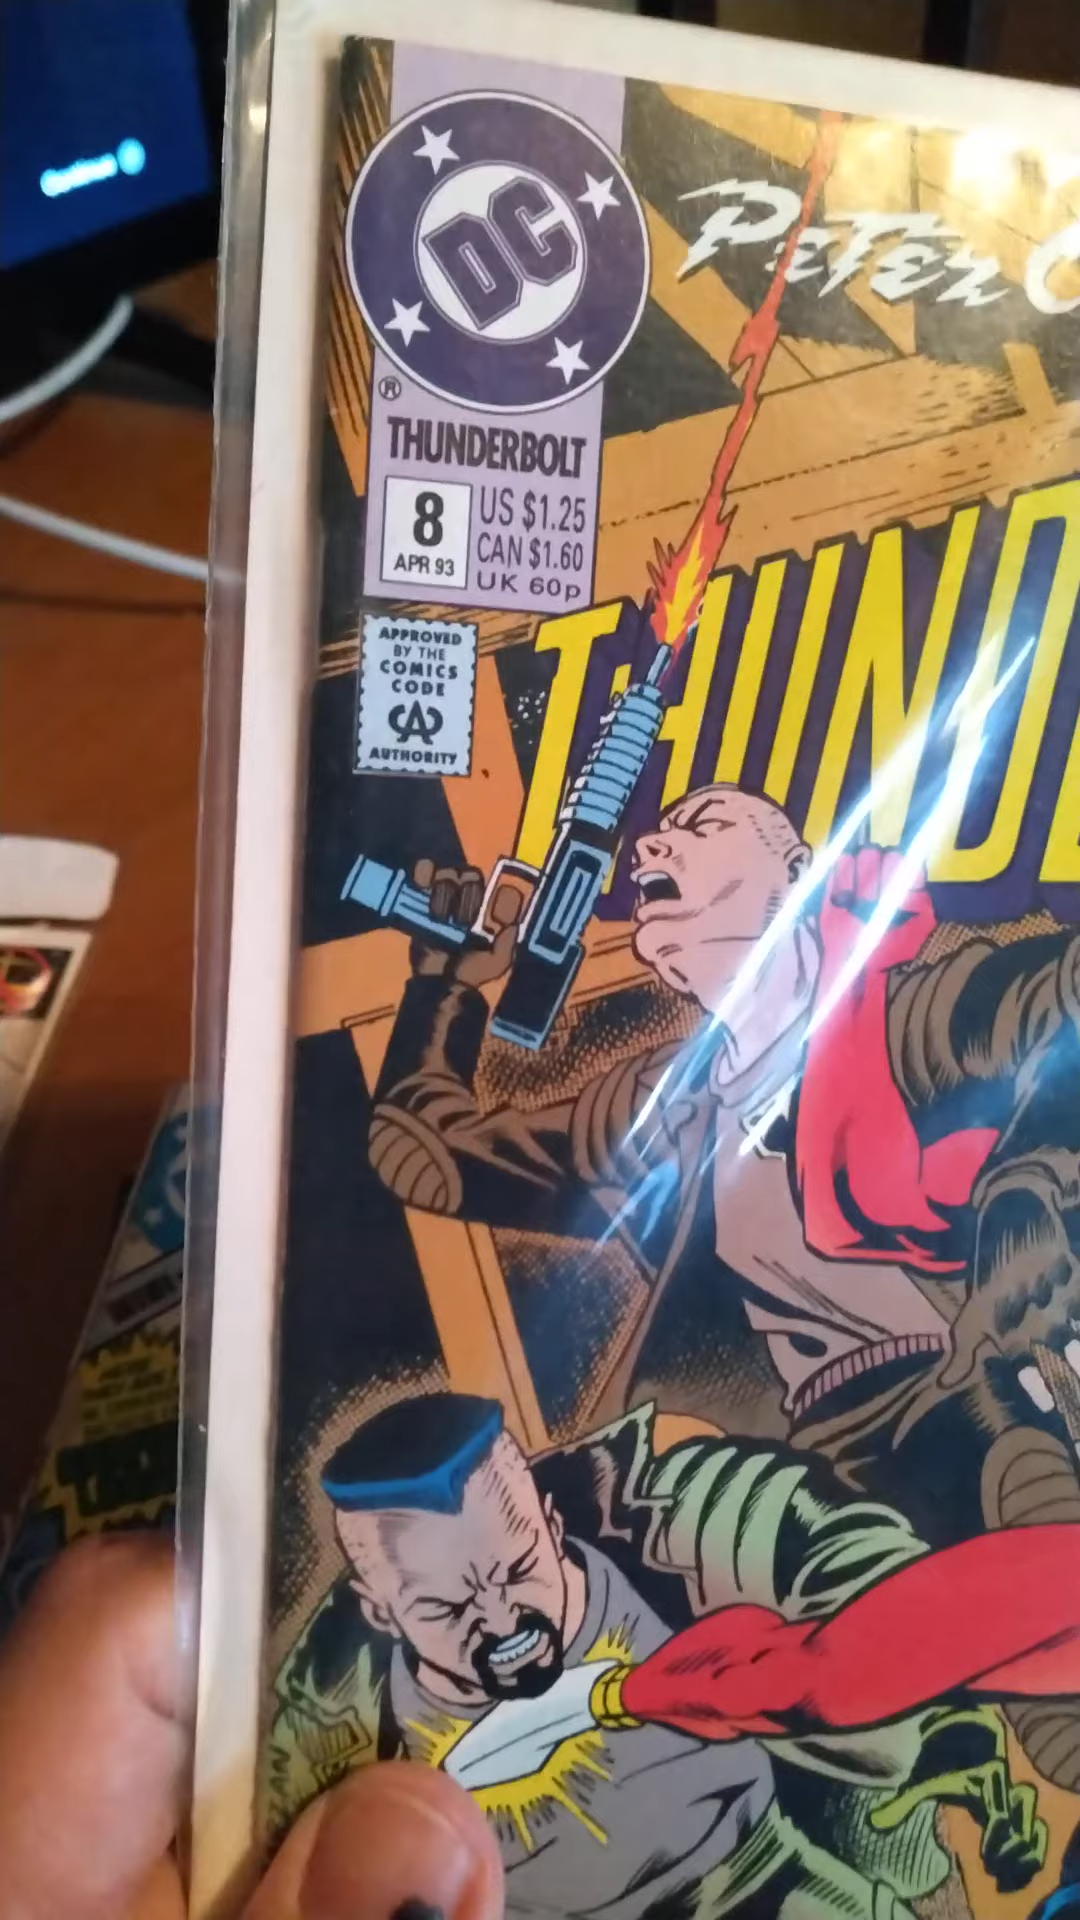 Continue
DC
®
Peter
THUNDERBOLT
8
APR 93
US $1.25
CAN $1.60
UK 60p
APPROVED
BY THE
COMICS
CODE
CA
AUTHORITY
THUND